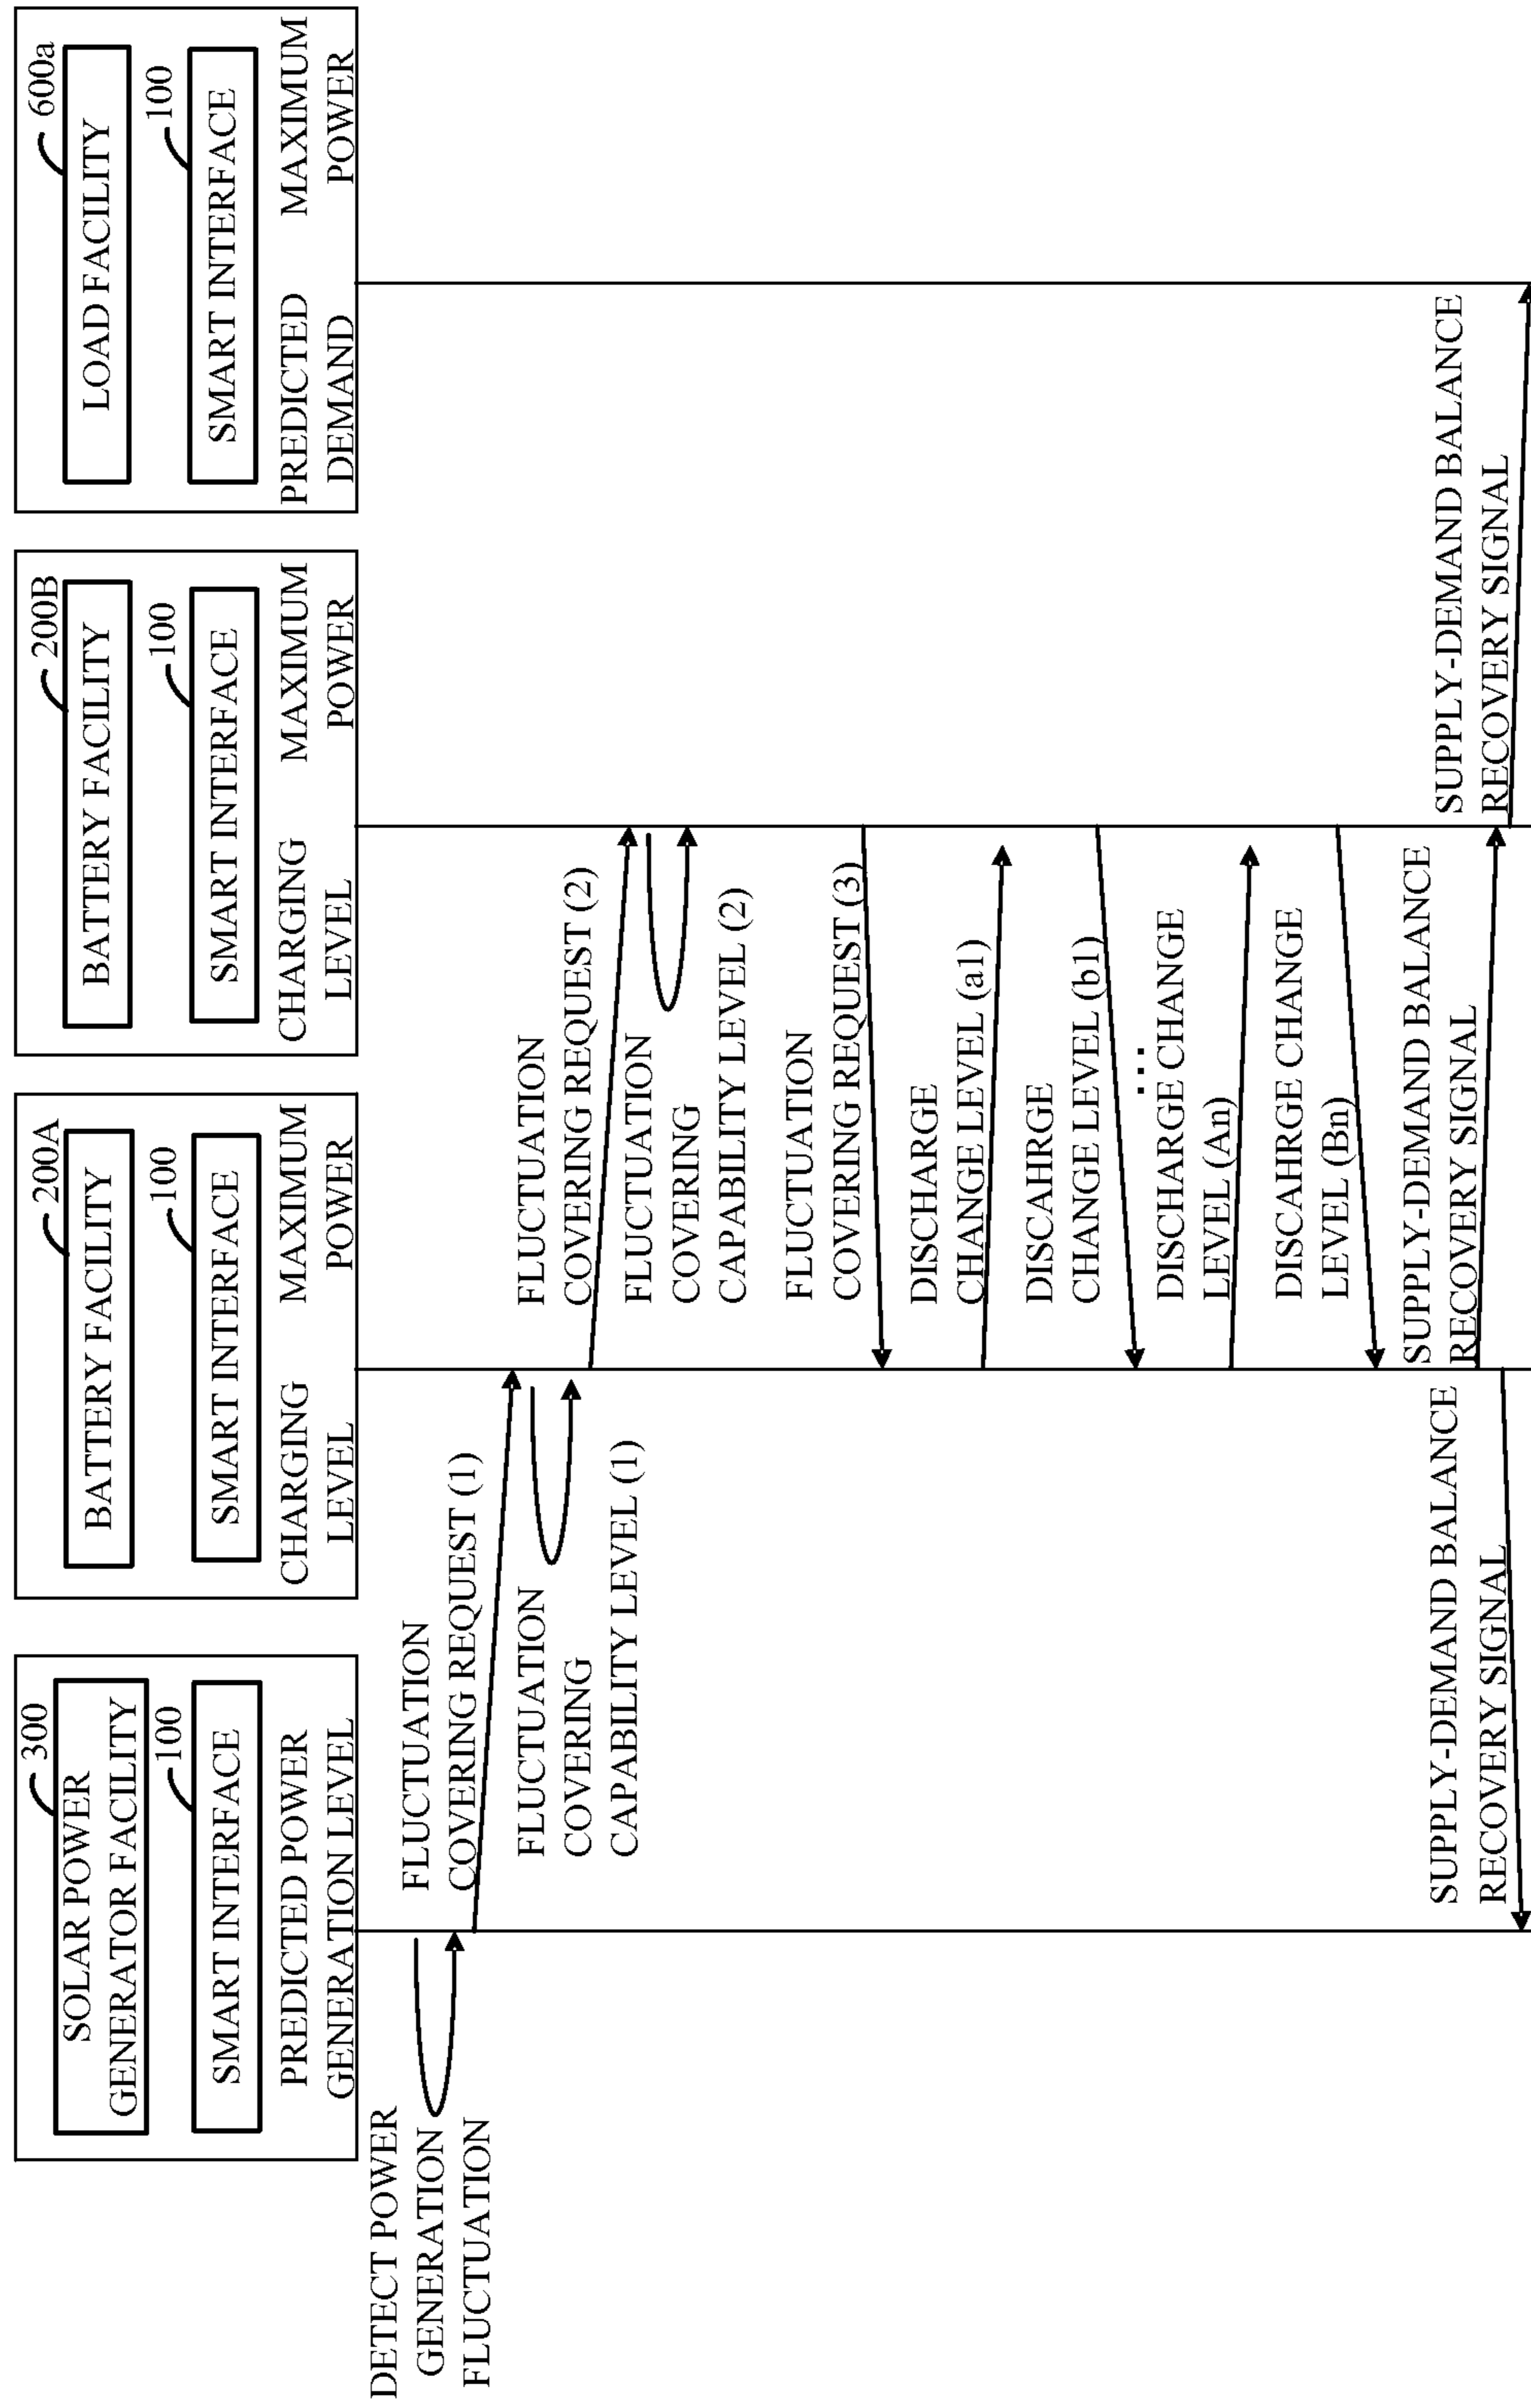 300
SOLAR POWER
GENERATOR FACILITY
100
SMART INTERFACE
PREDICTED POWER
GENERATION LEVEL
200A
BATTERY FACILITY
100
SMART INTERFACE
CHARGING
LEVEL
MAXIMUM
POWER
200B
BATTERY FACILITY
100
SMART INTERFACE
CHARGING
LEVEL
MAXIMUM
POWER
600a
LOAD FACILITY
100
SMART INTERFACE
PREDICTED
DEMAND
MAXIMUM
POWER
DETECT POWER
GENERATION
FLUCTUATION
FLUCTUATION
COVERING REQUEST (1)
FLUCTUATION
COVERING
CAPABILITY LEVEL (1)
FLUCTUATION
COVERING REQUEST (2)
FLUCTUATION
COVERING
CAPABILITY LEVEL (2)
FLUCTUATION
COVERING REQUEST (3)
DISCHARGE
CHANGE LEVEL (a1)
DISCAHRGE
CHANGE LEVEL (b1)
...
DISCHARGE CHANGE
LEVEL (An)
DISCAHRGE CHANGE
LEVEL (Bn)
SUPPLY-DEMAND BALANCE
RECOVERY SIGNAL
SUPPLY-DEMAND BALANCE
RECOVERY SIGNAL
SUPPLY-DEMAND BALANCE
RECOVERY SIGNAL